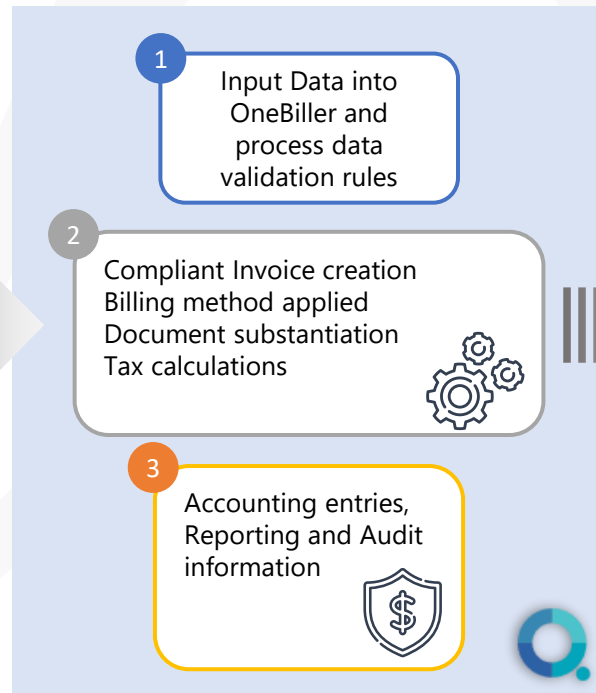 1
Input Data into
OneBiller and
process data
validation rules
2
Compliant Invoice creation
Billing method applied
Document substantiation
Tax calculations
3
Accounting entries,
Reporting and Audit
information
$